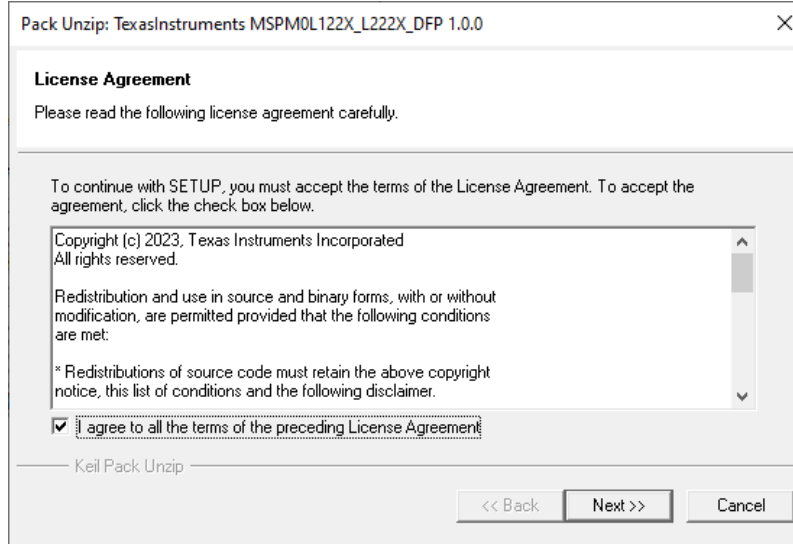 Pack Unzip: TexasInstruments MSPM0L122X_L222X_DFP 1.0.0
License Agreement
Please read the following license agreement carefully.
To continue with SETUP, you must accept the terms of the License Agreement. To accept the
agreement, click the check box below.
Copyright (c) 2023, Texas Instruments Incorporated
All rights reserved.
Redistribution and use in source and binary forms, with or without
modification, are permitted provided that the following conditions
are met:
* Redistributions of source code must retain the above copyright
notice, this list of conditions and the following disclaimer.
I agree to all the terms of the preceding License Agreement
Keil Pack Unzip
<< Back Next >> Cancel